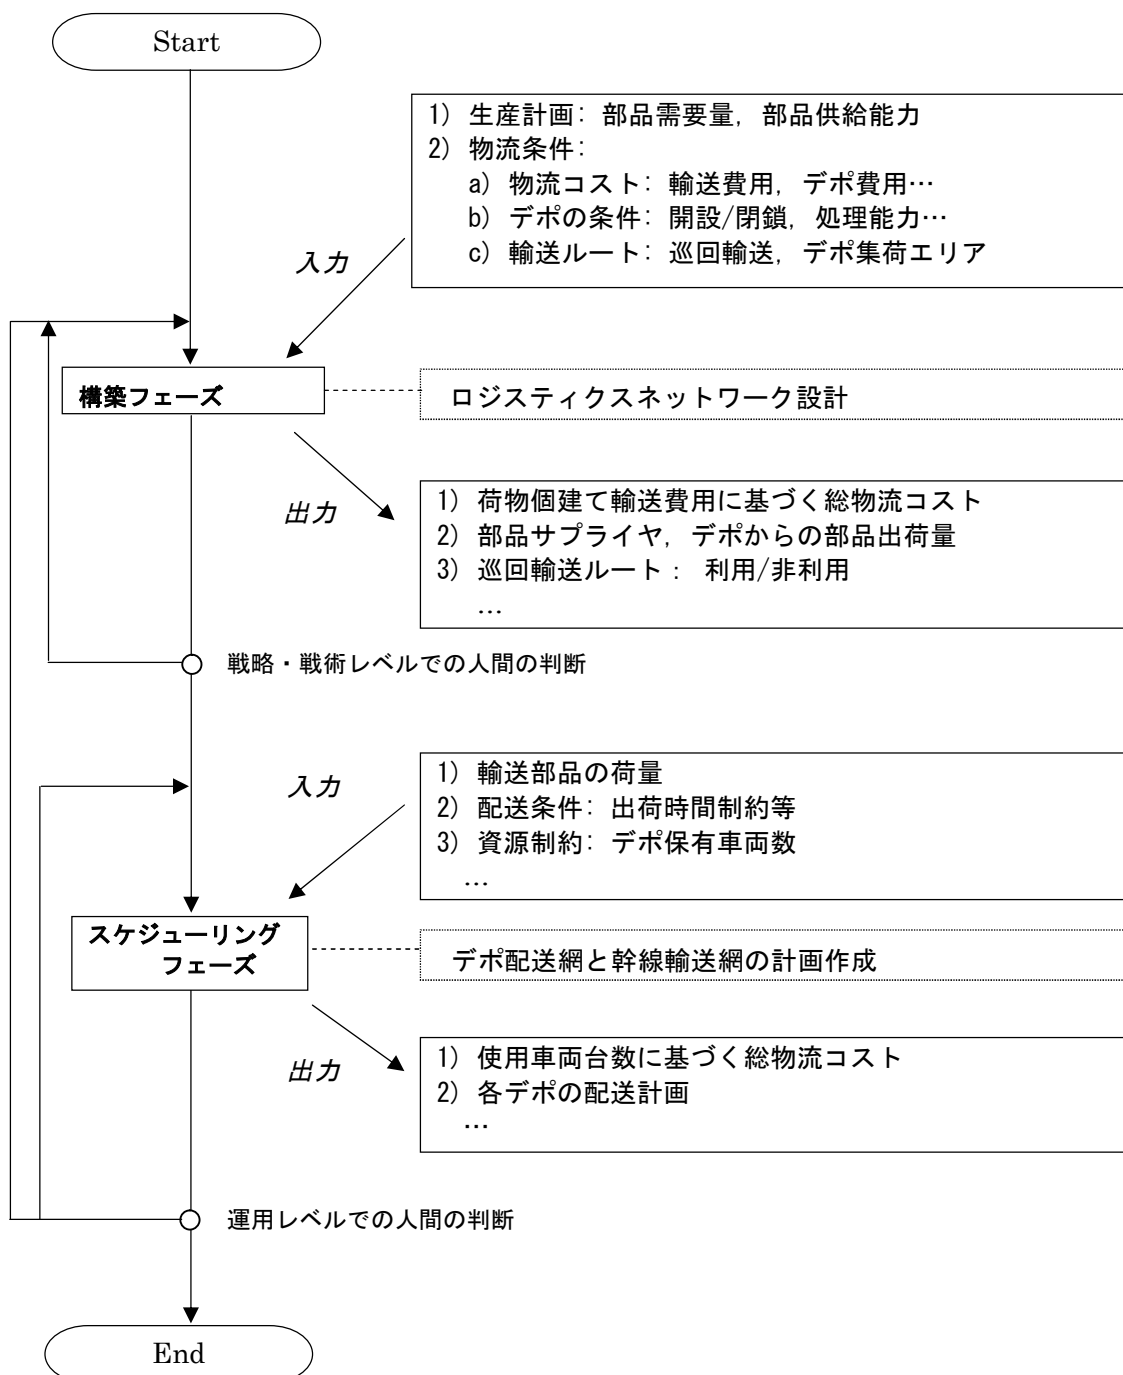 Start
1) 生産計画: 部品需要量, 部品供給能力
2) 物流条件:
a) 物流コスト: 輸送費用, デポ費用…
b) デポの条件: 開設/閉鎖, 処理能力…
c) 輸送ルート: 巡回輸送, デポ集荷エリア
入力
構築フェーズ
ロジスティクスネットワーク設計
出力
1) 荷物個建て輸送費用に基づく総物流コスト
2) 部品サプライヤ, デポからの部品出荷量
3) 巡回輸送ルート: 利用/非利用
…
戦略・戦術レベルでの人間の判断
入力
1) 輸送部品の荷量
2) 配送条件: 出荷時間制約等
3) 資源制約: デポ保有車両数
…
スケジューリング
フェーズ
デポ配送網と幹線輸送網の計画作成
出力
1) 使用車両台数に基づく総物流コスト
2) 各デポの配送計画
…
運用レベルでの人間の判断
End